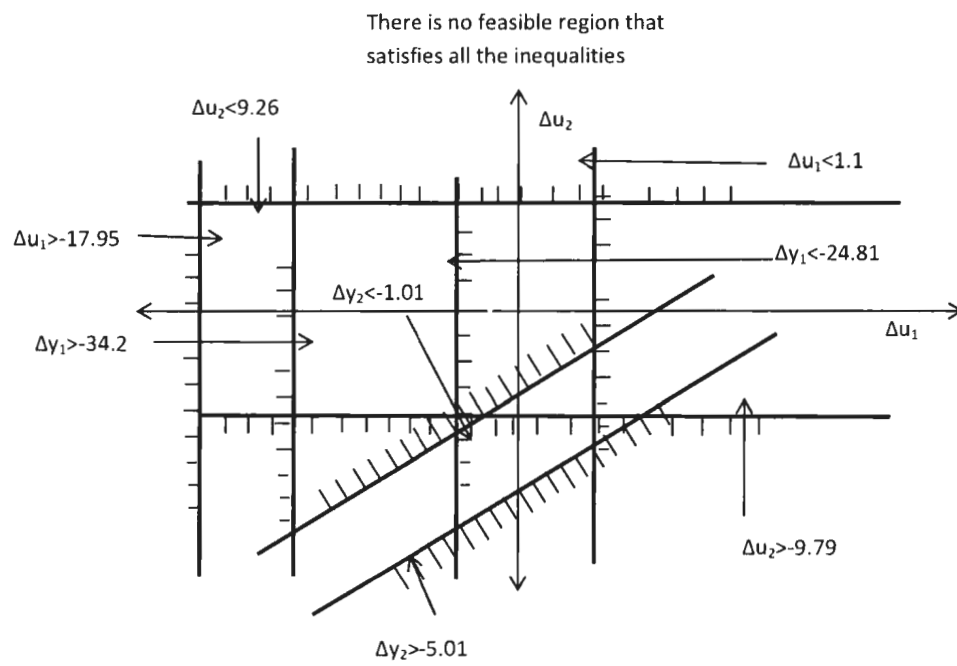 There is no feasible region that
satisfies all the inequalities
Δu₂<9.26
Δu₂
Δu₁<1.1
Δu₁>-17.95
Δy₁<-24.81
Δy₂<-1.01
Δu₁
Δy₁>-34.2
Δu₂>-9.79
Δy₂>-5.01